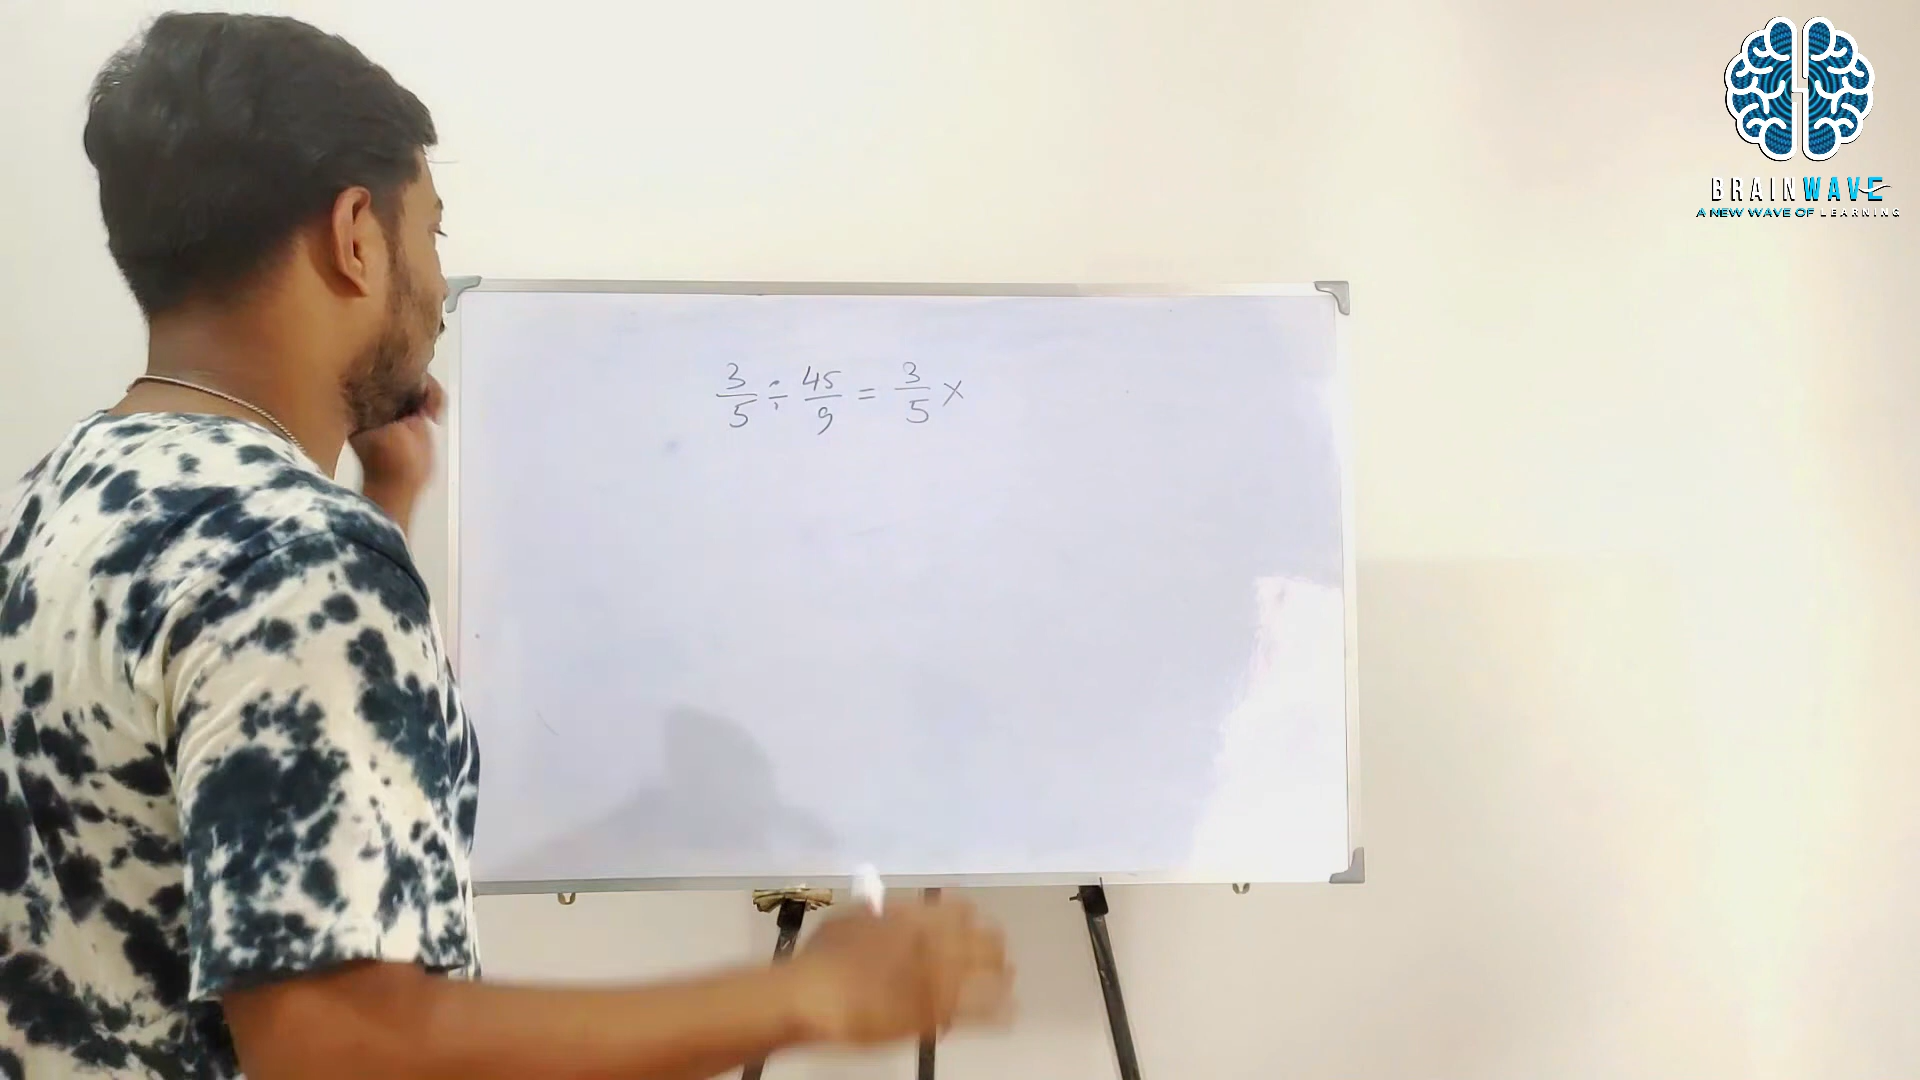 3/5 ÷ 45/9 = 3/5 ×
BRAINWAVE
A NEW WAVE OF LEARNING